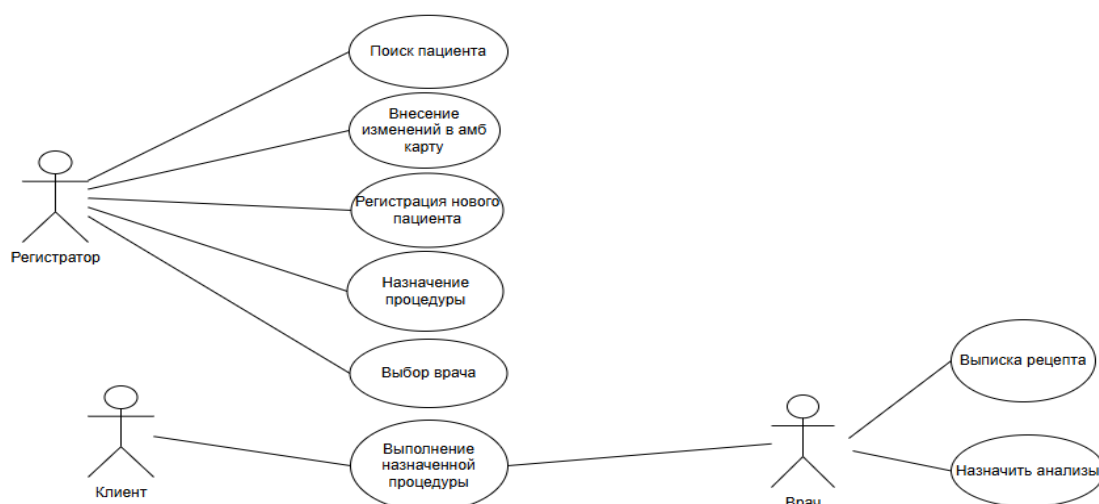 Поиск пациента
Внесение
изменений в амб
карту
Регистрация нового
пациента
Регистратор
Назначение
процедуры
Выбор врача
Выписка рецепта
Выполнение
назначенной
процедуры
Назначить анализы
Клиент
Врач